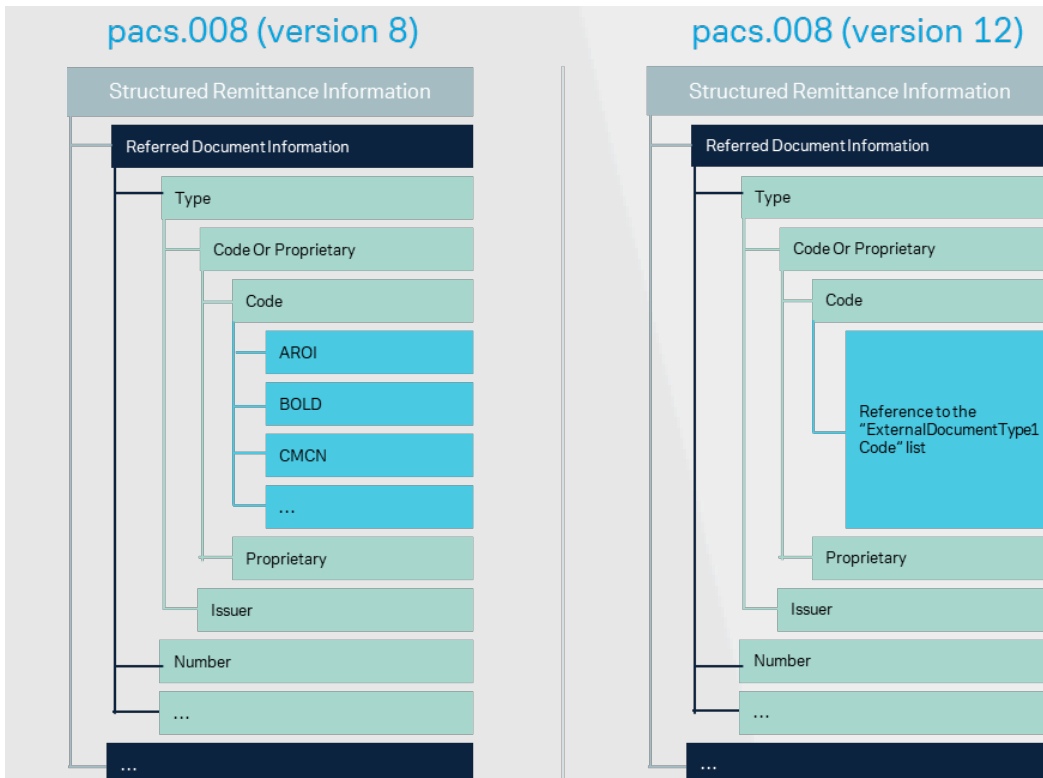 pacs.008 (version 8)
Structured Remittance Information
Referred Document Information
Type
Code Or Proprietary
Code
AROI
BOLD
CMCN
...
Proprietary
Issuer
Number
...
...
pacs.008 (version 12)
Structured Remittance Information
Referred Document Information
Type
Code Or Proprietary
Code
Reference to the
“ExternalDocumentType1
Code” list
Proprietary
Issuer
Number
...
...